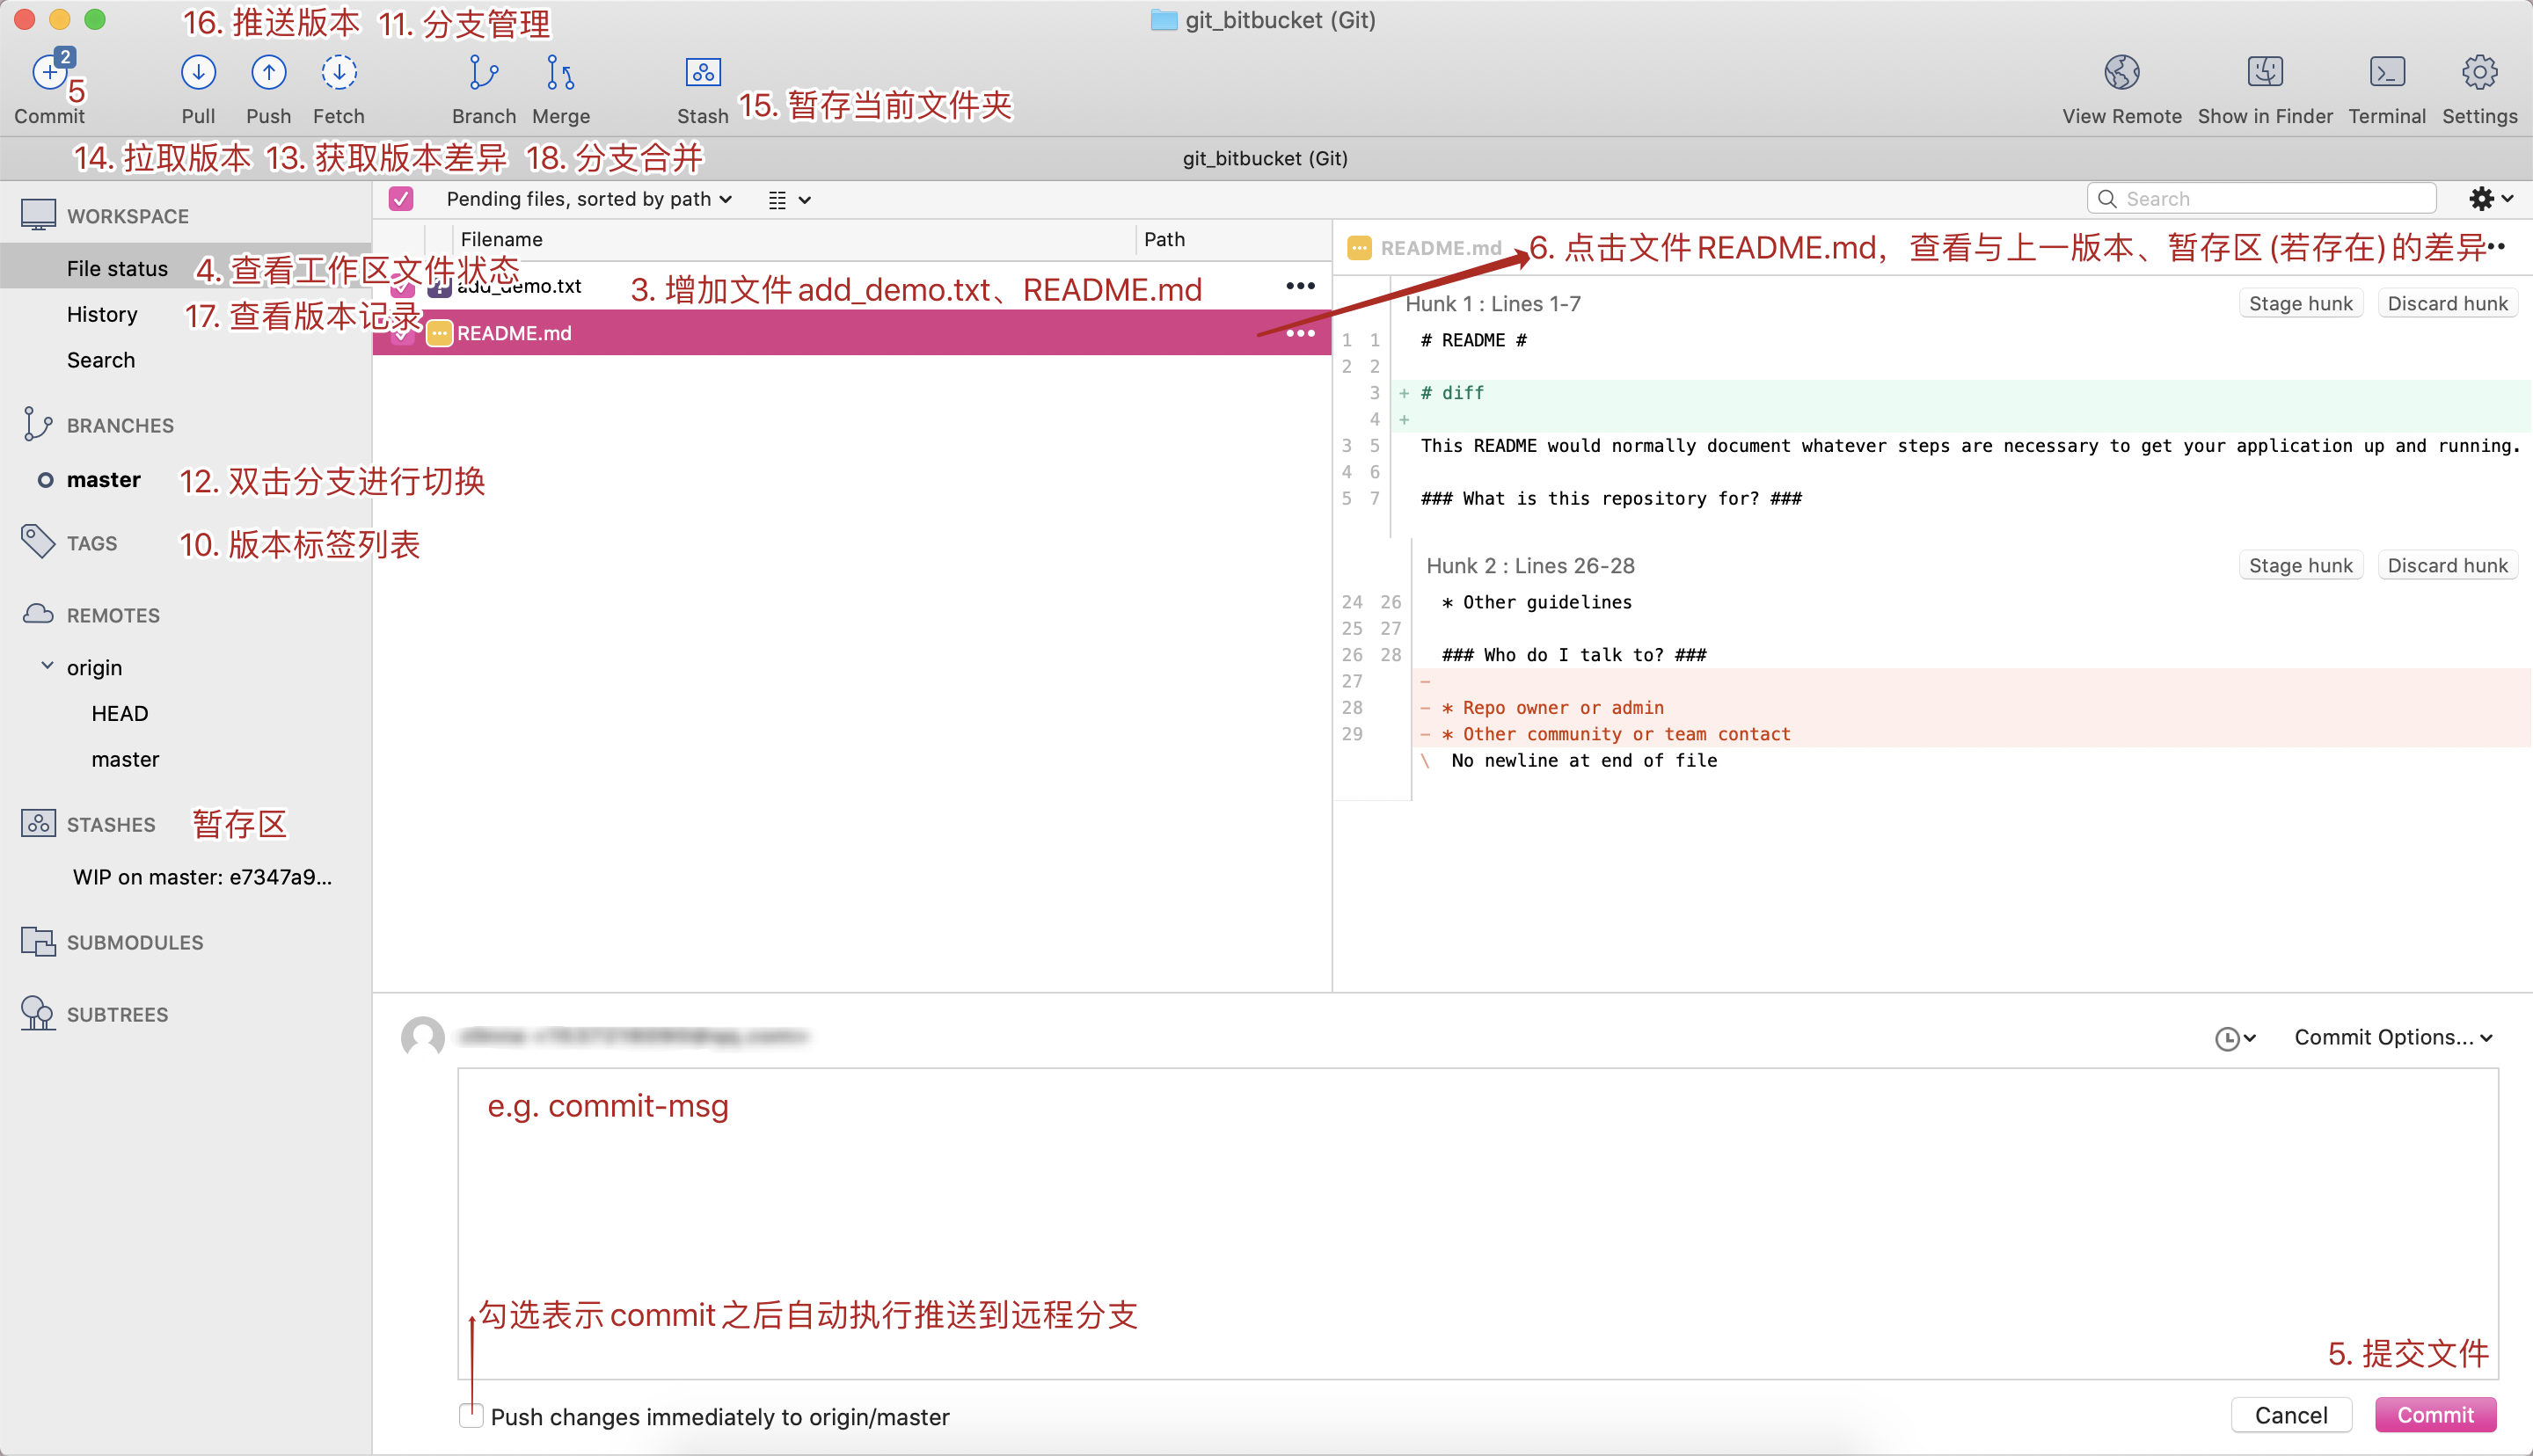 16. 推送版本 11. 分支管理
git_bitbucket (Git)
2
5
Commit
Pull
Push
Fetch
Branch
Merge
Stash
15. 暂存当前文件夹
View Remote
Show in Finder
Terminal
Settings
14. 拉取版本 13. 获取版本差异 18. 分支合并
git_bitbucket (Git)
WORKSPACE
File status
4. 查看工作区文件状态
History
17. 查看版本记录
Search
BRANCHES
master
12. 双击分支进行切换
TAGS
10. 版本标签列表
REMOTES
origin
HEAD
master
STASHES
暂存区
WIP on master: e7347a9...
SUBMODULES
SUBTREES
Pending files, sorted by path
Search
Filename
Path
add_demo.txt
3. 增加文件 add_demo.txt、README.md
README.md
README.md
6. 点击文件 README.md，查看与上一版本、暂存区 (若存在) 的差异
Hunk 1 : Lines 1-7
Stage hunk
Discard hunk
1 1 # README #
2 2
3 + # diff
4 +
3 5 This README would normally document whatever steps are necessary to get your application up and running.
4 6
5 7 ### What is this repository for? ###
Hunk 2 : Lines 26-28
Stage hunk
Discard hunk
24 26 * Other guidelines
25 27
26 28 ### Who do I talk to? ###
27 -
28 - * Repo owner or admin
29 - * Other community or team contact
\ No newline at end of file
Commit Options...
e.g. commit-msg
勾选表示 commit 之后自动执行推送到远程分支
5. 提交文件
Push changes immediately to origin/master
Cancel
Commit